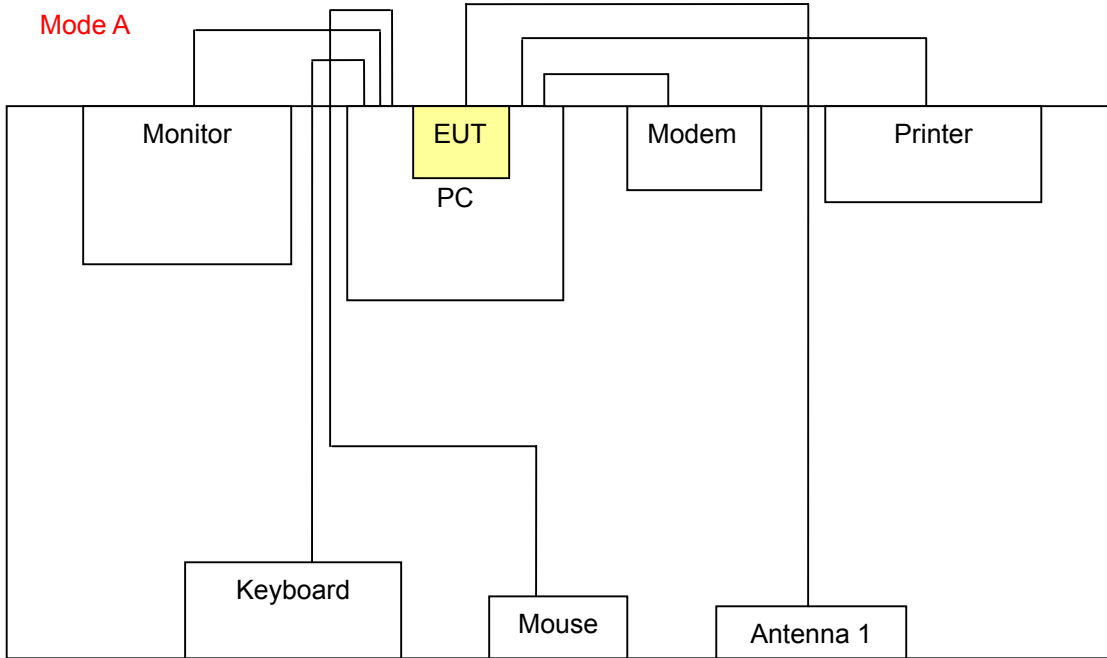 Mode A
Monitor
EUT
Modem
Printer
PC
Keyboard
Mouse
Antenna 1